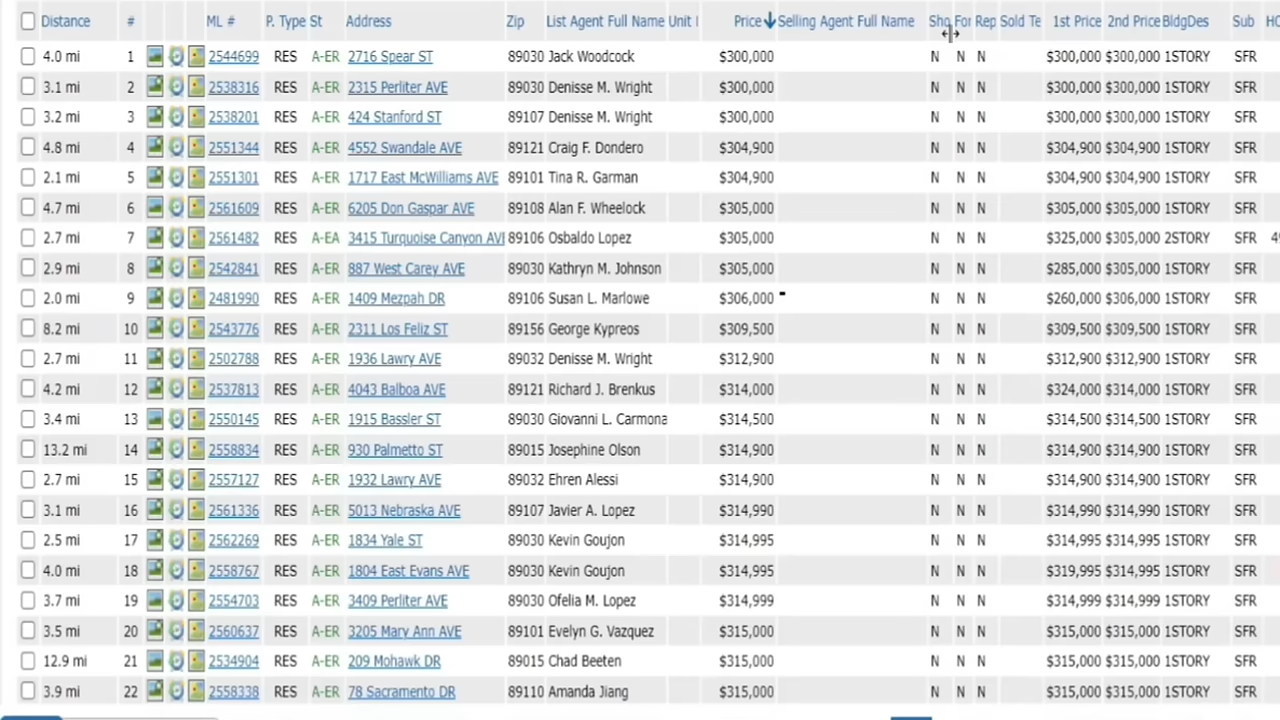 Distance # ML # P. Type St Address Zip List Agent Full Name Unit Price Selling Agent Full Name Sho For Rep Sold Te 1st Price 2nd Price BldgDes Sub HO
4.0 mi 1 2544699 RES A-ER 2716 Spear ST 89030 Jack Woodcock $300,000 N N N $300,000 $300,000 1STORY SFR
3.1 mi 2 2538316 RES A-ER 2315 Perliter AVE 89030 Denisse M. Wright $300,000 N N N $300,000 $300,000 1STORY SFR
3.2 mi 3 2538201 RES A-ER 424 Stanford ST 89107 Denisse M. Wright $300,000 N N N $300,000 $300,000 1STORY SFR
4.8 mi 4 2551344 RES A-ER 4552 Swandale AVE 89121 Craig F. Dondero $304,900 N N N $304,900 $304,900 1STORY SFR
2.1 mi 5 2551301 RES A-ER 1717 East McWilliams AVE 89101 Tina R. Garman $304,900 N N N $304,900 $304,900 1STORY SFR
4.7 mi 6 2561609 RES A-ER 6205 Don Gaspar AVE 89108 Alan F. Wheelock $305,000 N N N $305,000 $305,000 1STORY SFR
2.7 mi 7 2561482 RES A-EA 3415 Turquoise Canyon AVE 89106 Osbaldo Lopez $305,000 N N N $325,000 $305,000 2STORY SFR 49
2.9 mi 8 2542841 RES A-ER 887 West Carey AVE 89030 Kathryn M. Johnson $305,000 N N N $285,000 $305,000 1STORY SFR
2.0 mi 9 2481990 RES A-ER 1409 Mezpah DR 89106 Susan L. Marlowe $306,000 N N N $260,000 $306,000 1STORY SFR
8.2 mi 10 2543776 RES A-ER 2311 Los Feliz ST 89156 George Kypreos $309,500 N N N $309,500 $309,500 1STORY SFR
2.7 mi 11 2502788 RES A-ER 1936 Lawry AVE 89032 Denisse M. Wright $312,900 N N N $312,900 $312,900 1STORY SFR
4.2 mi 12 2537813 RES A-ER 4043 Balboa AVE 89121 Richard J. Brenkus $314,000 N N N $324,000 $314,000 1STORY SFR
3.4 mi 13 2550145 RES A-ER 1915 Bassler ST 89030 Giovanni L. Carmona $314,500 N N N $314,500 $314,500 1STORY SFR
13.2 mi 14 2558834 RES A-ER 930 Palmetto ST 89015 Josephine Olson $314,900 N N N $314,900 $314,900 1STORY SFR
2.7 mi 15 2557127 RES A-ER 1932 Lawry AVE 89032 Ehren Alessi $314,900 N N N $314,900 $314,900 1STORY SFR
3.1 mi 16 2561336 RES A-ER 5013 Nebraska AVE 89107 Javier A. Lopez $314,990 N N N $314,990 $314,990 1STORY SFR
2.5 mi 17 2562269 RES A-ER 1834 Yale ST 89030 Kevin Goujon $314,995 N N N $314,995 $314,995 1STORY SFR
4.0 mi 18 2558767 RES A-ER 1804 East Evans AVE 89030 Kevin Goujon $314,995 N N N $319,995 $314,995 1STORY SFR
3.7 mi 19 2554703 RES A-ER 3409 Perliter AVE 89030 Ofelia M. Lopez $314,999 N N N $314,999 $314,999 1STORY SFR
3.5 mi 20 2560637 RES A-ER 3205 Mary Ann AVE 89101 Evelyn G. Vazquez $315,000 N N N $315,000 $315,000 1STORY SFR
12.9 mi 21 2534904 RES A-ER 209 Mohawk DR 89015 Chad Beeten $315,000 N N N $315,000 $315,000 1STORY SFR
3.9 mi 22 2558338 RES A-ER 78 Sacramento DR 89110 Amanda Jiang $315,000 N N N $315,000 $315,000 1STORY SFR